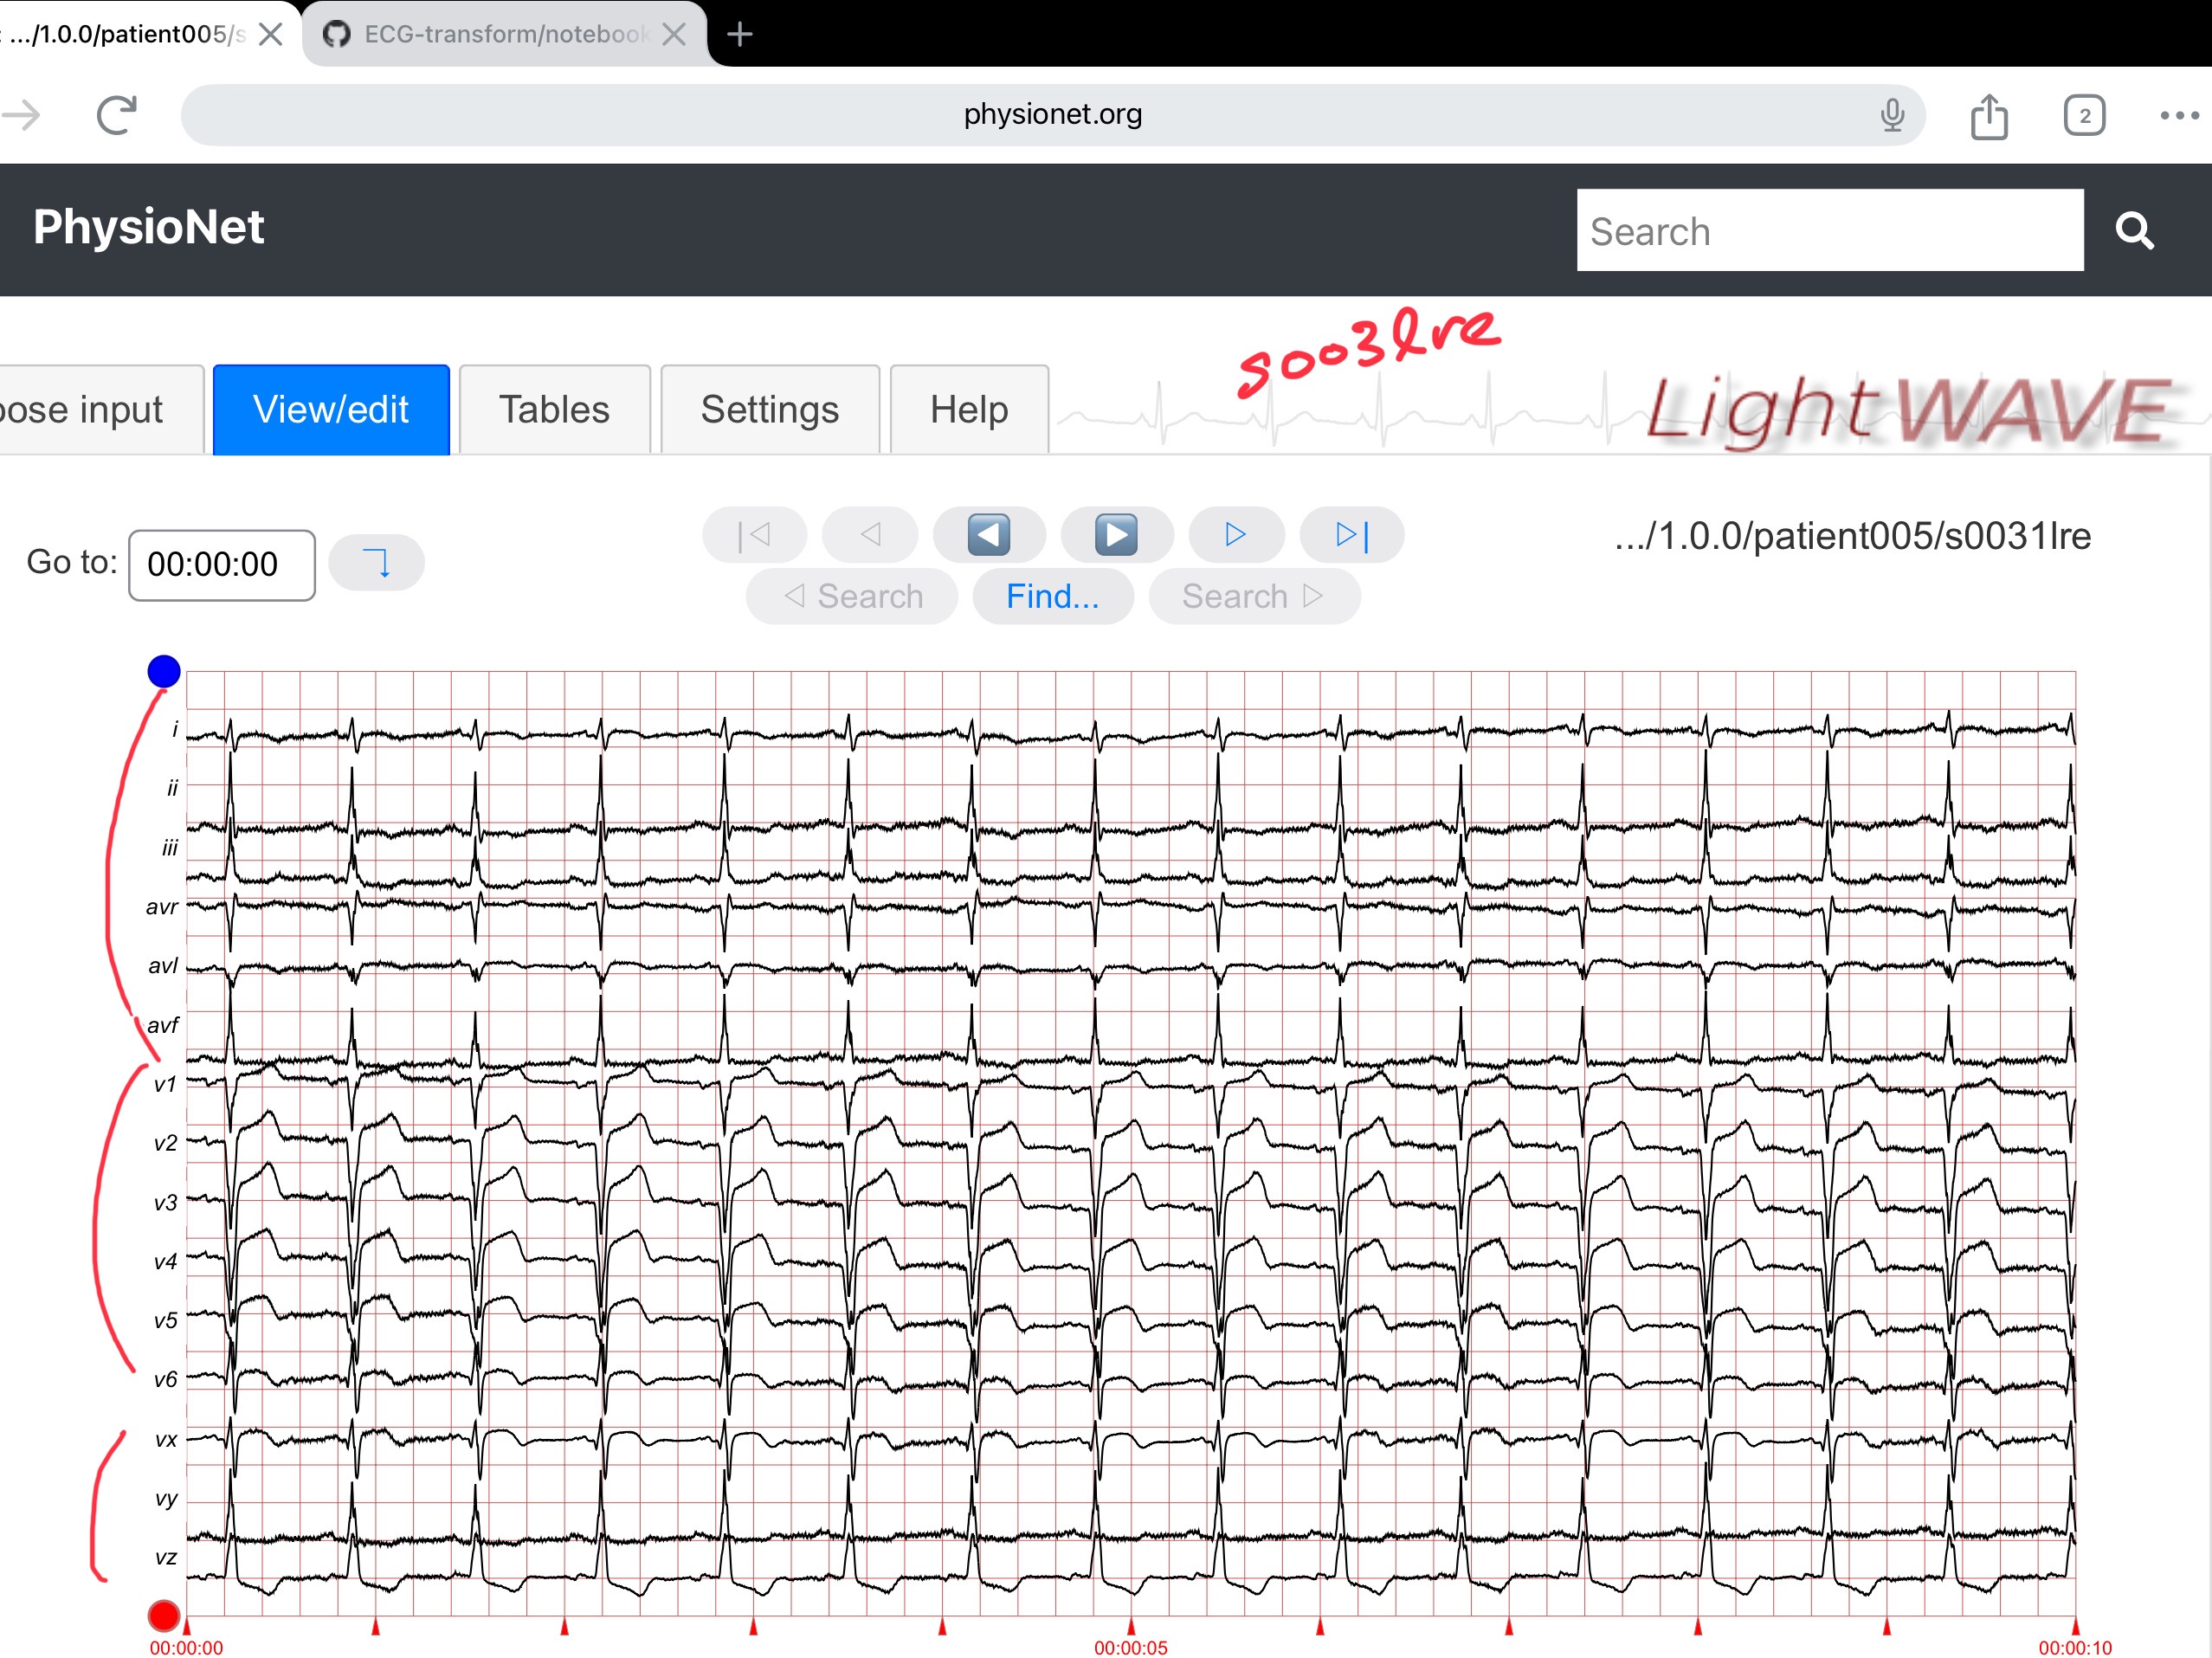 : .../1.0.0/patient005/s
ECG-transform/notebook
physionet.org
2
PhysioNet
Search
s003lre
ose input
View/edit
Tables
Settings
Help
LightWAVE
Go to:
00:00:00
.../1.0.0/patient005/s0031lre
Search
Find...
Search
i
ii
iii
avr
avl
avf
v1
v2
v3
v4
v5
v6
vx
vy
vz
00:00:00
00:00:05
00:00:10